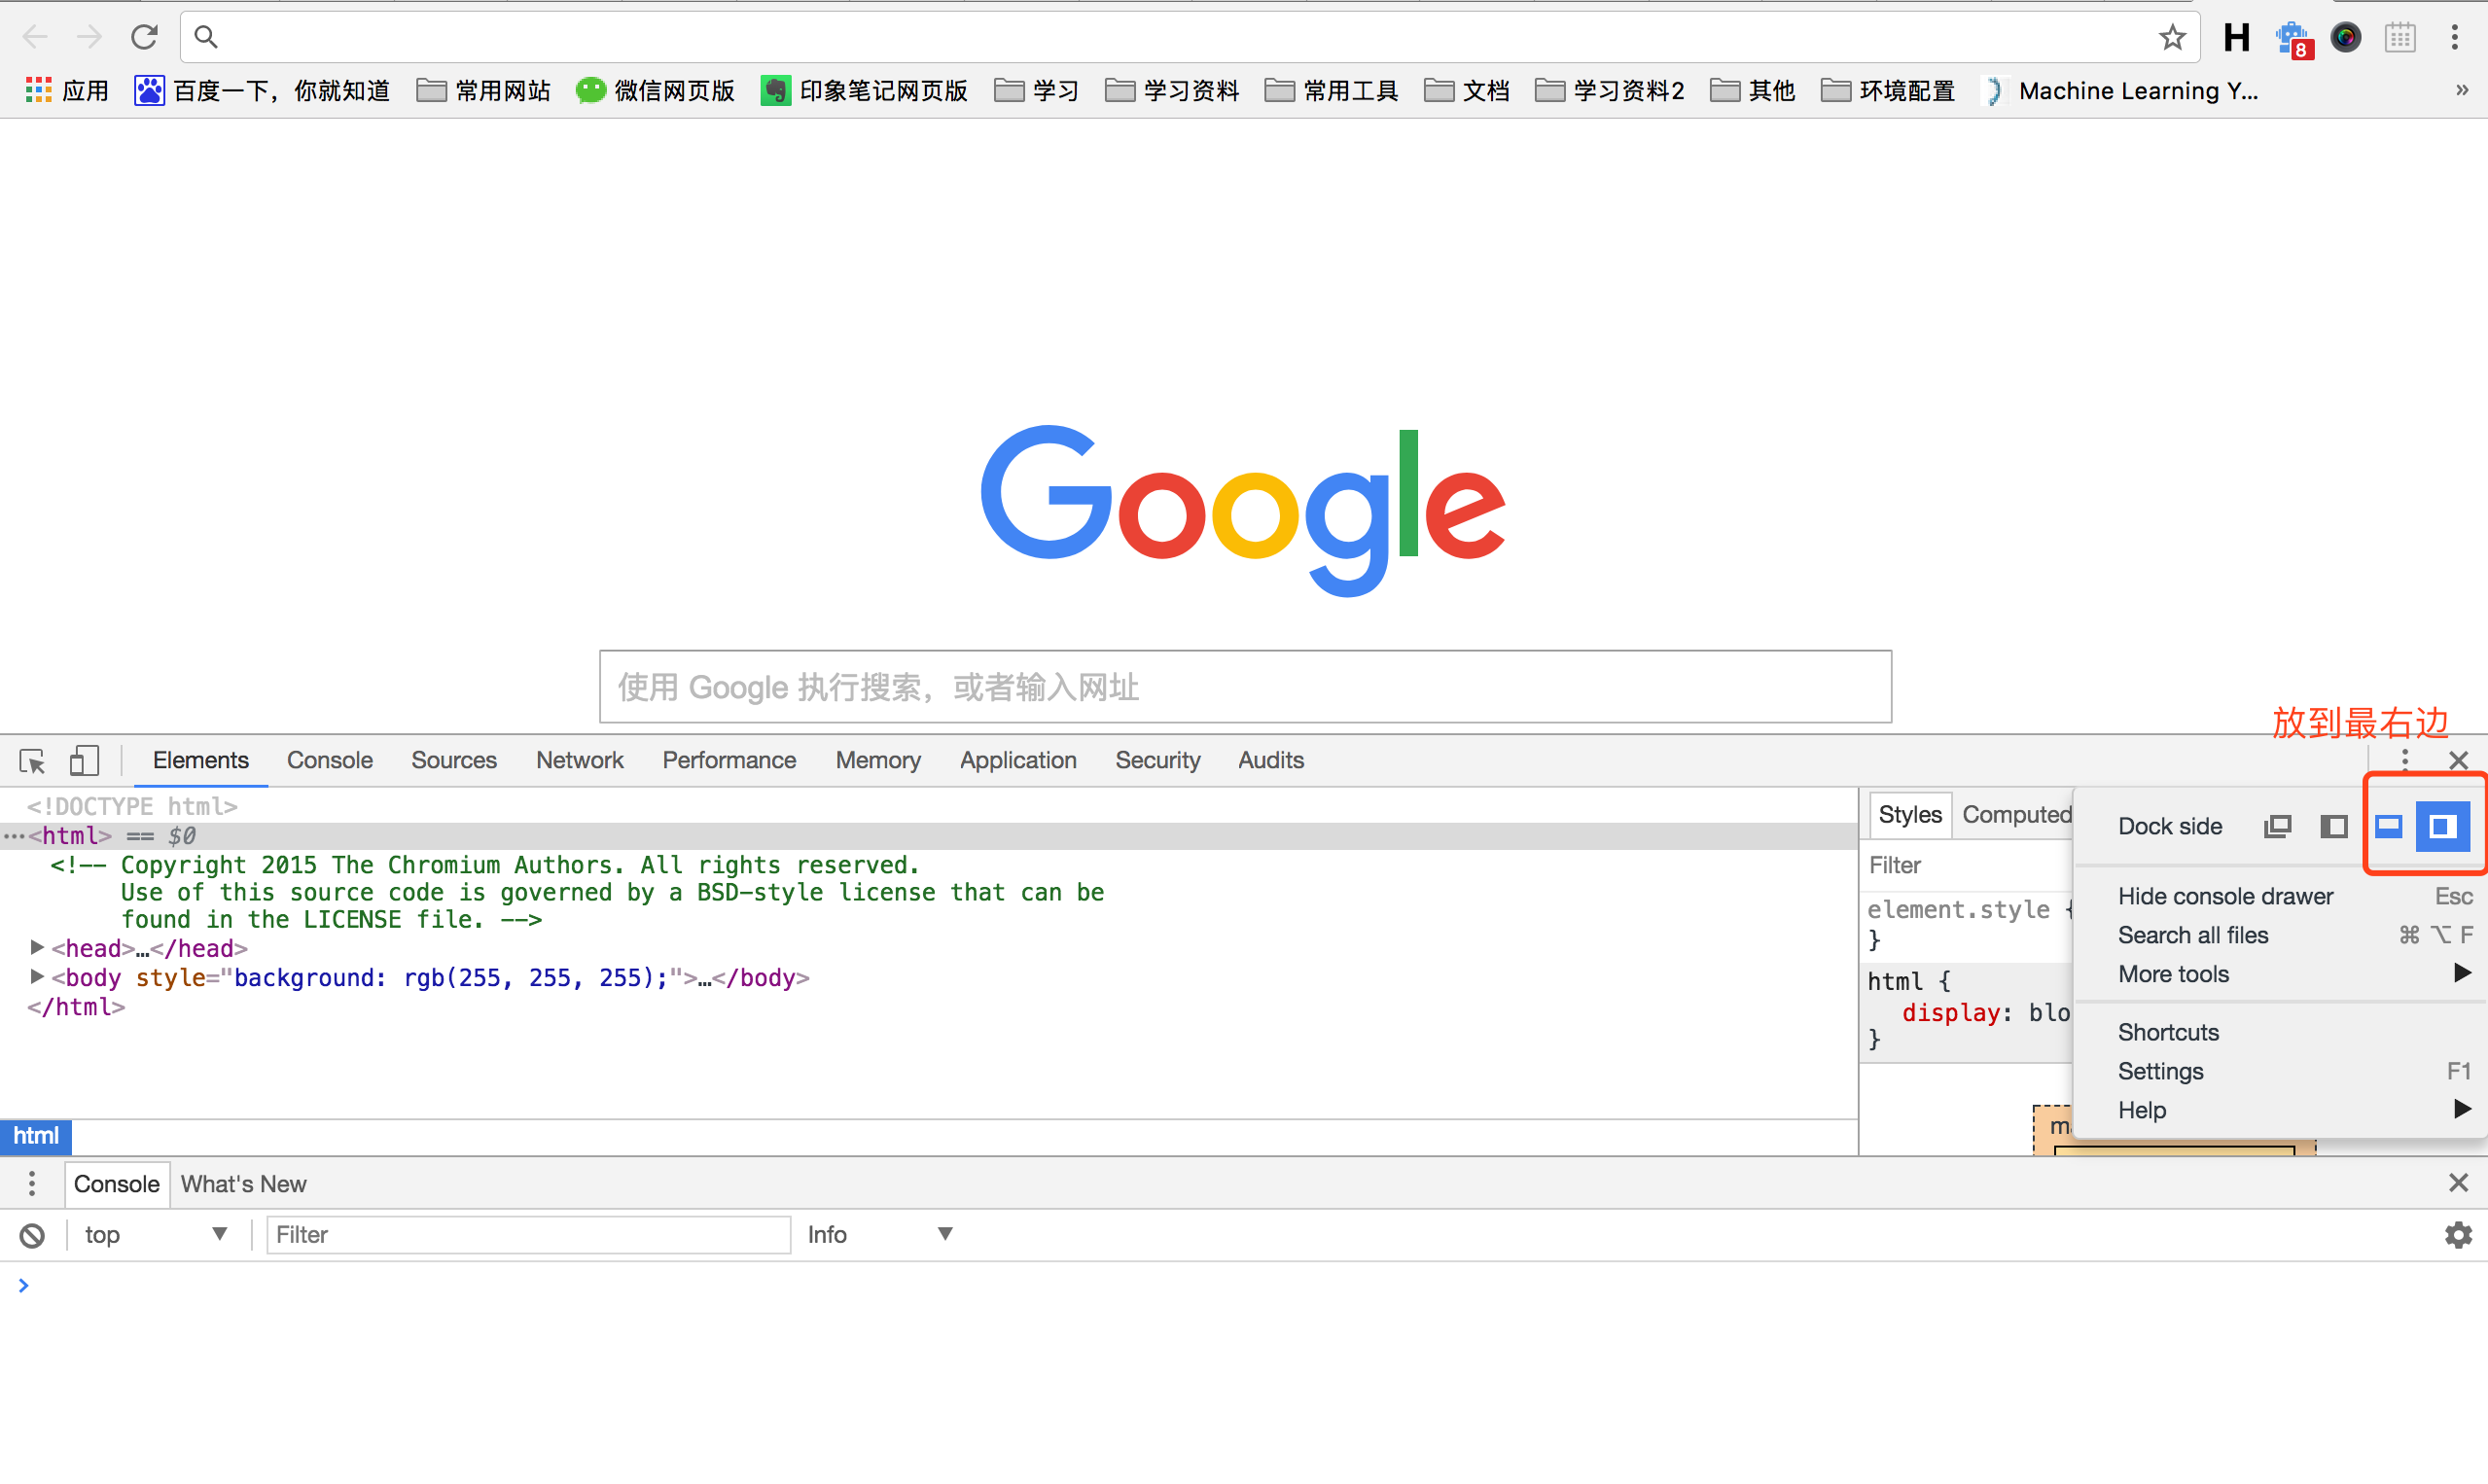 应用 百度一下，你就知道 常用网站 微信网页版 印象笔记网页版 学习 学习资料 常用工具 文档 学习资料2 其他 环境配置 Machine Learning Y... »
H 8
Google
使用 Google 执行搜索，或者输入网址
放到最右边
Elements Console Sources Network Performance Memory Application Security Audits
<!DOCTYPE html>
…<html> == $0
<!-- Copyright 2015 The Chromium Authors. All rights reserved.
Use of this source code is governed by a BSD-style license that can be
found in the LICENSE file. -->
<head>…</head>
<body style="background: rgb(255, 255, 255);">…</body>
</html>
html
Styles Computed
Filter
element.style {
}
html {
display: blo
}
m
Dock side
Hide console drawer Esc
Search all files ⌘ ⌥ F
More tools
Shortcuts
Settings F1
Help
Console What's New
top Filter Info